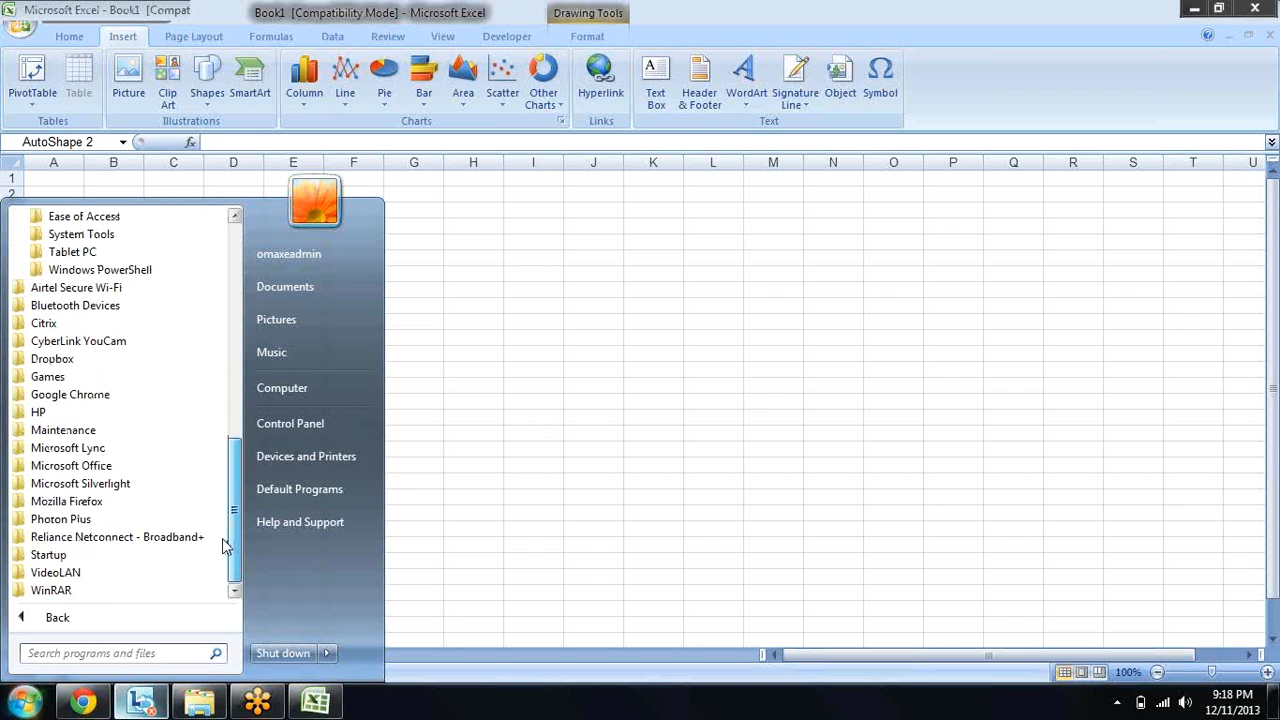 Microsoft Excel - Book1 [Compat
Book1 [Compatibility Mode] - Microsoft Excel
Drawing Tools
Home Insert Page Layout Formulas Data Review View Developer Format
PivotTable Table Picture Clip Art Shapes SmartArt Column Line Pie Bar Area Scatter Other Charts Hyperlink Text Box Header & Footer WordArt Signature Line Object Symbol
Tables Illustrations Charts Links Text
AutoShape 2 fx
A B C D E F G H I J K L M N O P Q R S T U
1
2
Ease of Access
System Tools
Tablet PC
Windows PowerShell
Airtel Secure Wi-Fi
Bluetooth Devices
Citrix
CyberLink YouCam
Dropbox
Games
Google Chrome
HP
Maintenance
Microsoft Lync
Microsoft Office
Microsoft Silverlight
Mozilla Firefox
Photon Plus
Reliance Netconnect - Broadband+
Startup
VideoLAN
WinRAR
Back
Search programs and files
omaxeadmin
Documents
Pictures
Music
Computer
Control Panel
Devices and Printers
Default Programs
Help and Support
Shut down
100%
9:18 PM
12/11/2013